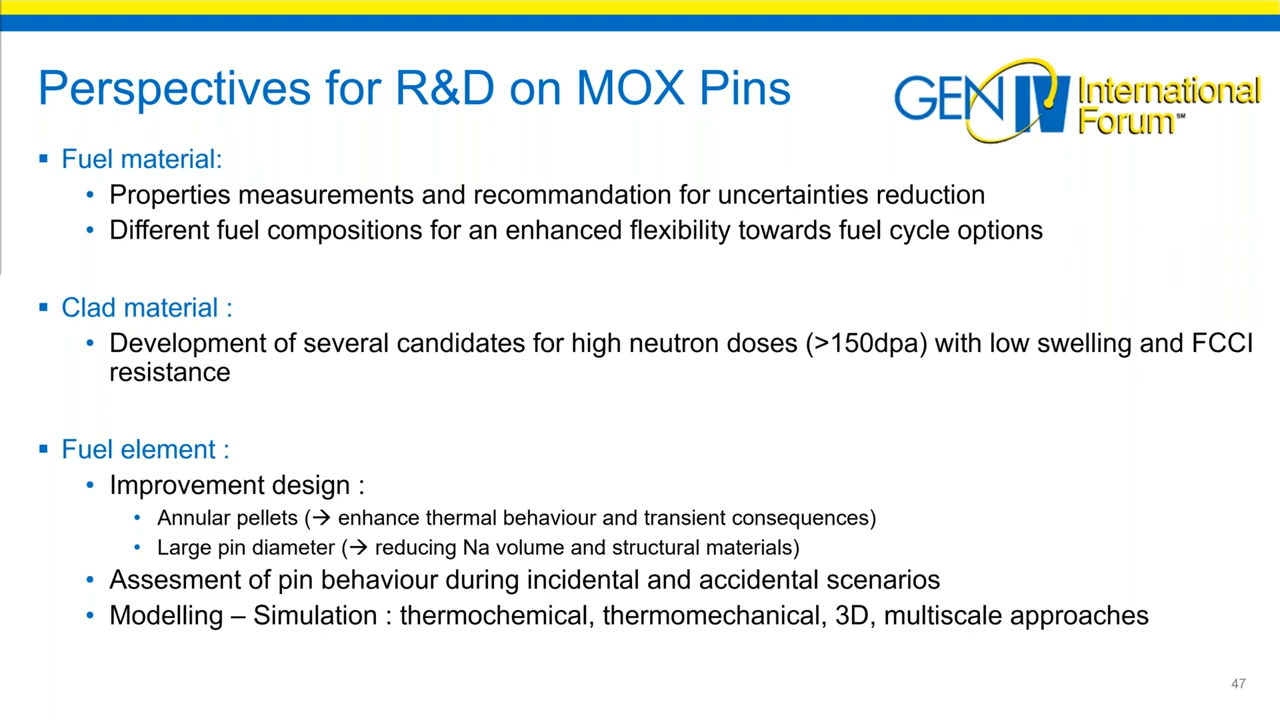 Perspectives for R&D on MOX Pins
GEN IV International
Forum℠
▪ Fuel material:
• Properties measurements and recommandation for uncertainties reduction
• Different fuel compositions for an enhanced flexibility towards fuel cycle options
▪ Clad material :
• Development of several candidates for high neutron doses (>150dpa) with low swelling and FCCI
resistance
▪ Fuel element :
• Improvement design :
• Annular pellets (→ enhance thermal behaviour and transient consequences)
• Large pin diameter (→ reducing Na volume and structural materials)
• Assesment of pin behaviour during incidental and accidental scenarios
• Modelling – Simulation : thermochemical, thermomechanical, 3D, multiscale approaches
47